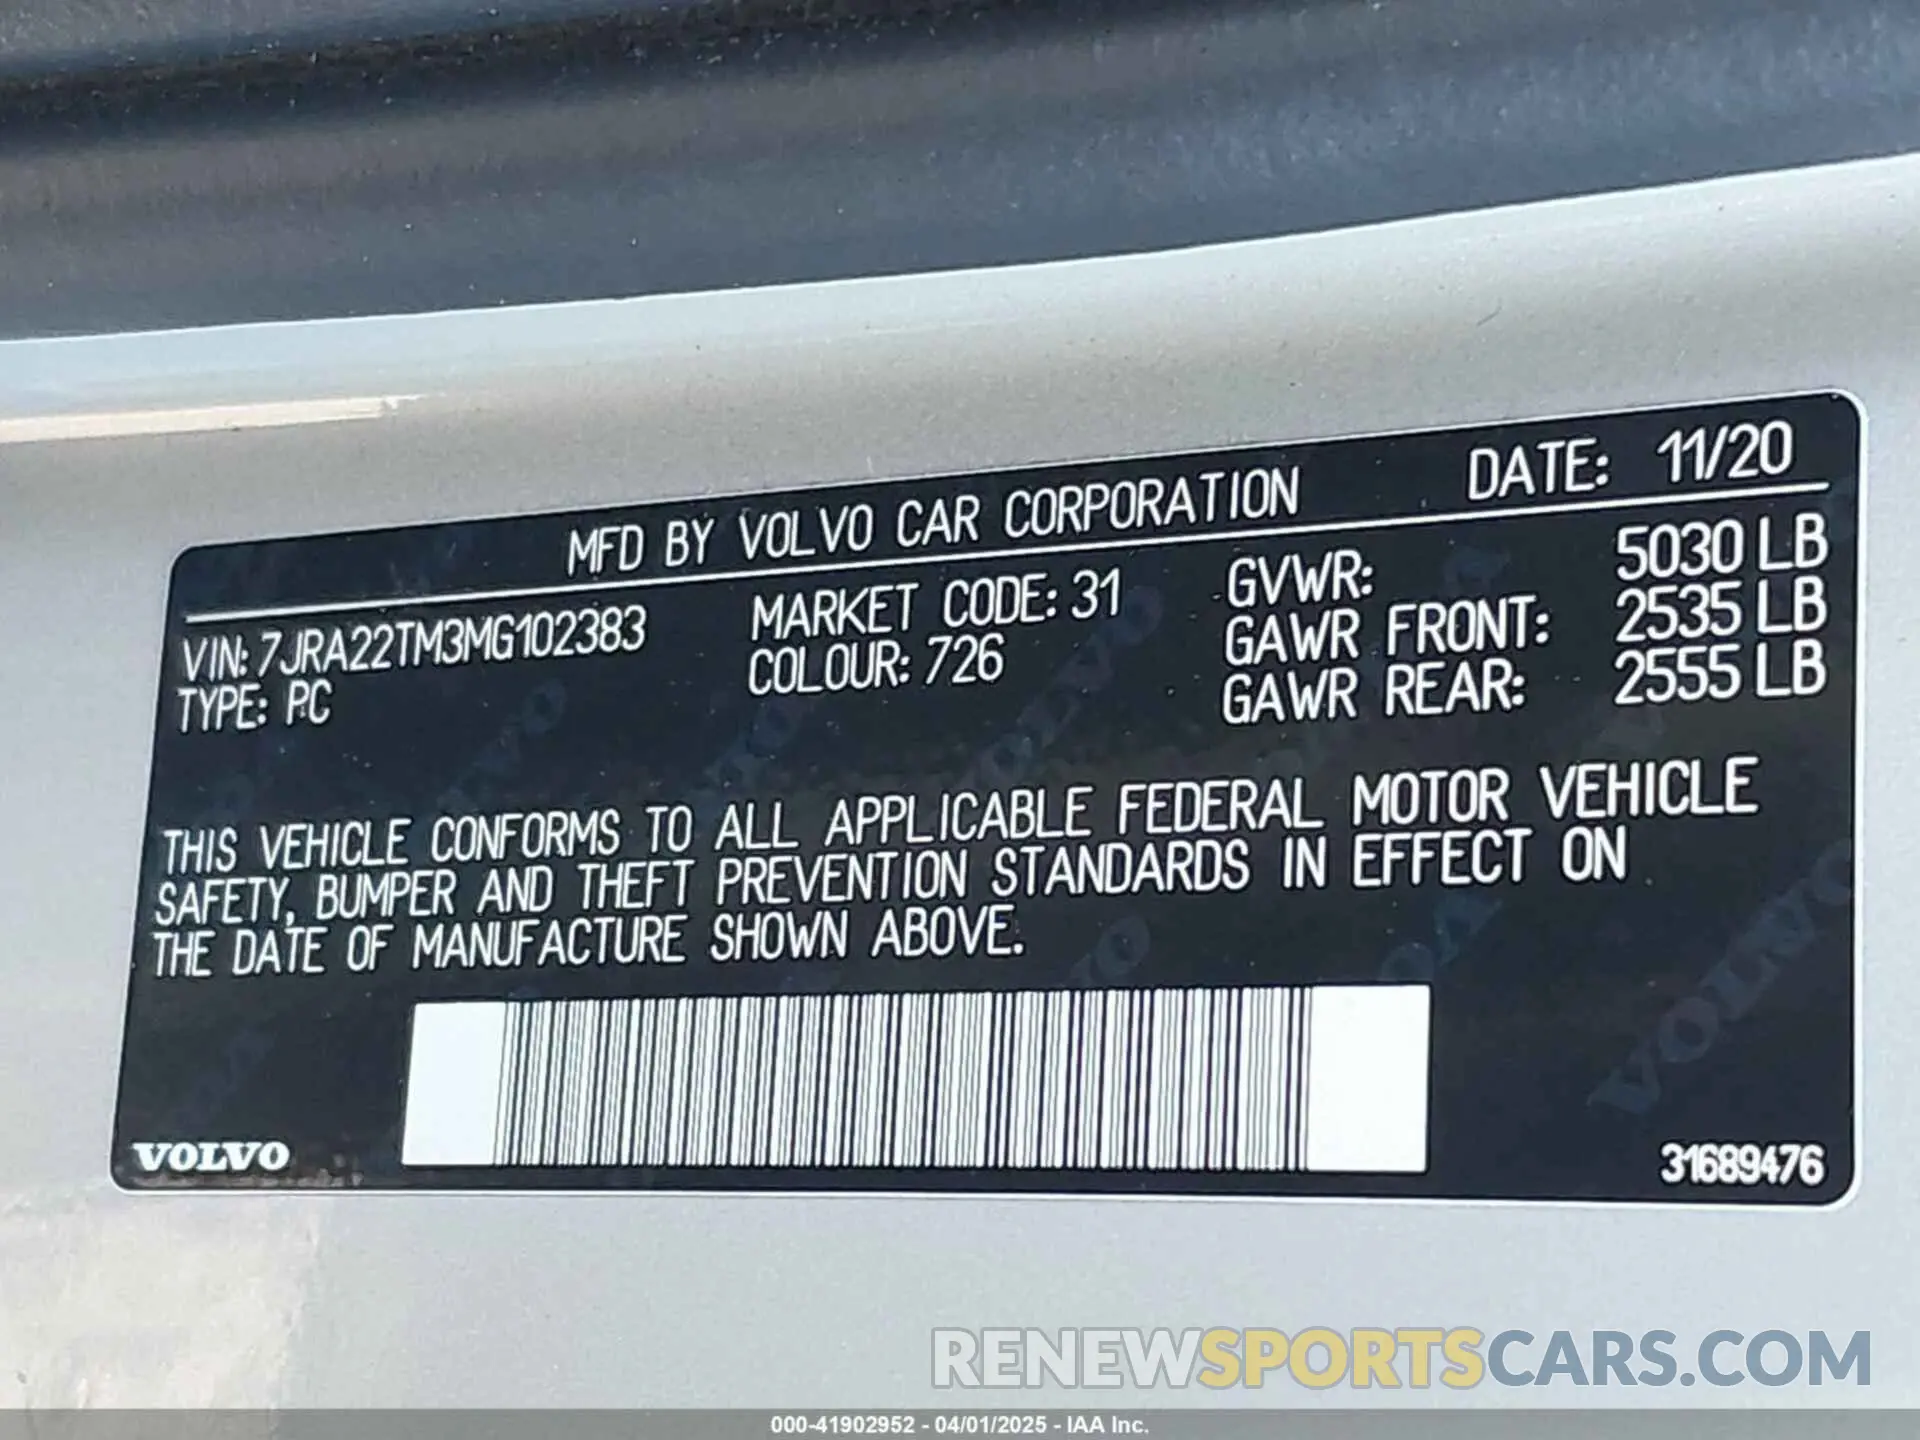 MFD BY VOLVO CAR CORPORATION DATE: 11/20
VIN: 7JRA22TM3MG102383 MARKET CODE: 31 GVWR: 5030 LB
TYPE: PC COLOUR: 726 GAWR FRONT: 2535 LB
GAWR REAR: 2555 LB
THIS VEHICLE CONFORMS TO ALL APPLICABLE FEDERAL MOTOR VEHICLE
SAFETY, BUMPER AND THEFT PREVENTION STANDARDS IN EFFECT ON
THE DATE OF MANUFACTURE SHOWN ABOVE.
VOLVO 31689476
RENEWSPORTSCARS.COM
000-41902952 - 04/01/2025 - IAA Inc.